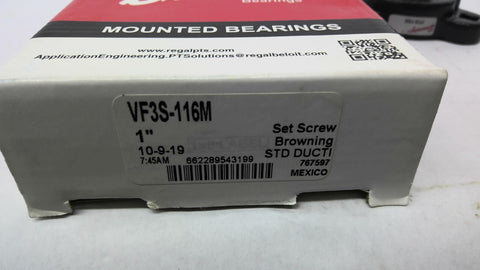 Bearings
MOUNTED BEARINGS
www.regalpts.com
ApplicationEngineering.PTSolutions@regalbeloit.com
VF3S-116M
1"
10-9-19
7:45AM
662289543199
Set Screw
Browning
STD DUCTI
767597
MEXICO